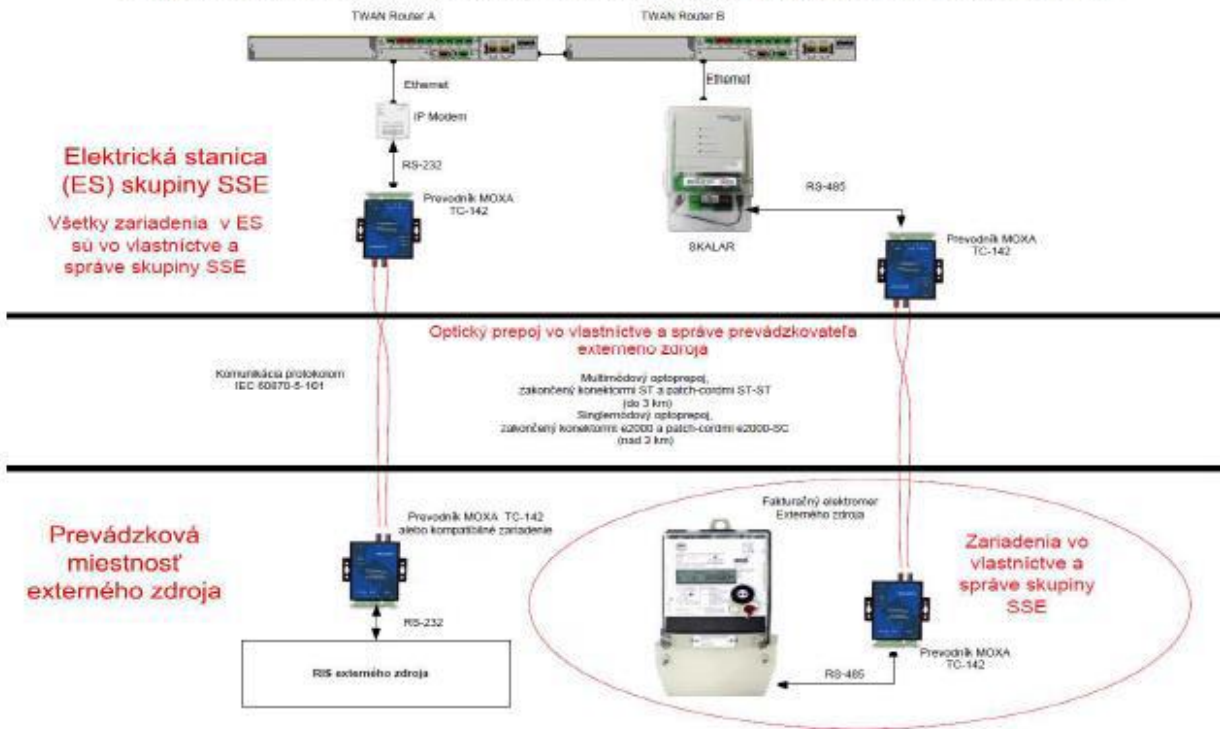 TWAN Router A
TWAN Router B
Ethernet
Ethernet
IP Modem
RS-232
Elektrická stanica
(ES) skupiny SSE
Všetky zariadenia v ES
sú vo vlastníctve a
správe skupiny SSE
Prevodník MOXA
TC-142
SKALAR
RS-485
Prevodník MOXA
TC-142
Optický prepoj vo vlastníctve a správe prevádzkovateľa
externeho zdroja
Komunikácia protokolom
IEC 60870-5-101
Multimódový optoprepoj,
zakončený konektormi ST a patch-cordmi ST-ST
(do 3 km)
Singlemódový optoprepoj,
zakončený konektormi e2000 a patch-cordmi e2000-SC
(nad 3 km)
Prevádzková
miestnosť
externého zdroja
Prevodník MOXA TC-142
alebo kompatibilné zariadenie
RS-232
RIS externého zdroja
Fakturačný elektromer
Externého zdroja
Zariadenia vo
vlastníctve a
správe skupiny
SSE
RS-485
Prevodník MOXA
TC-142